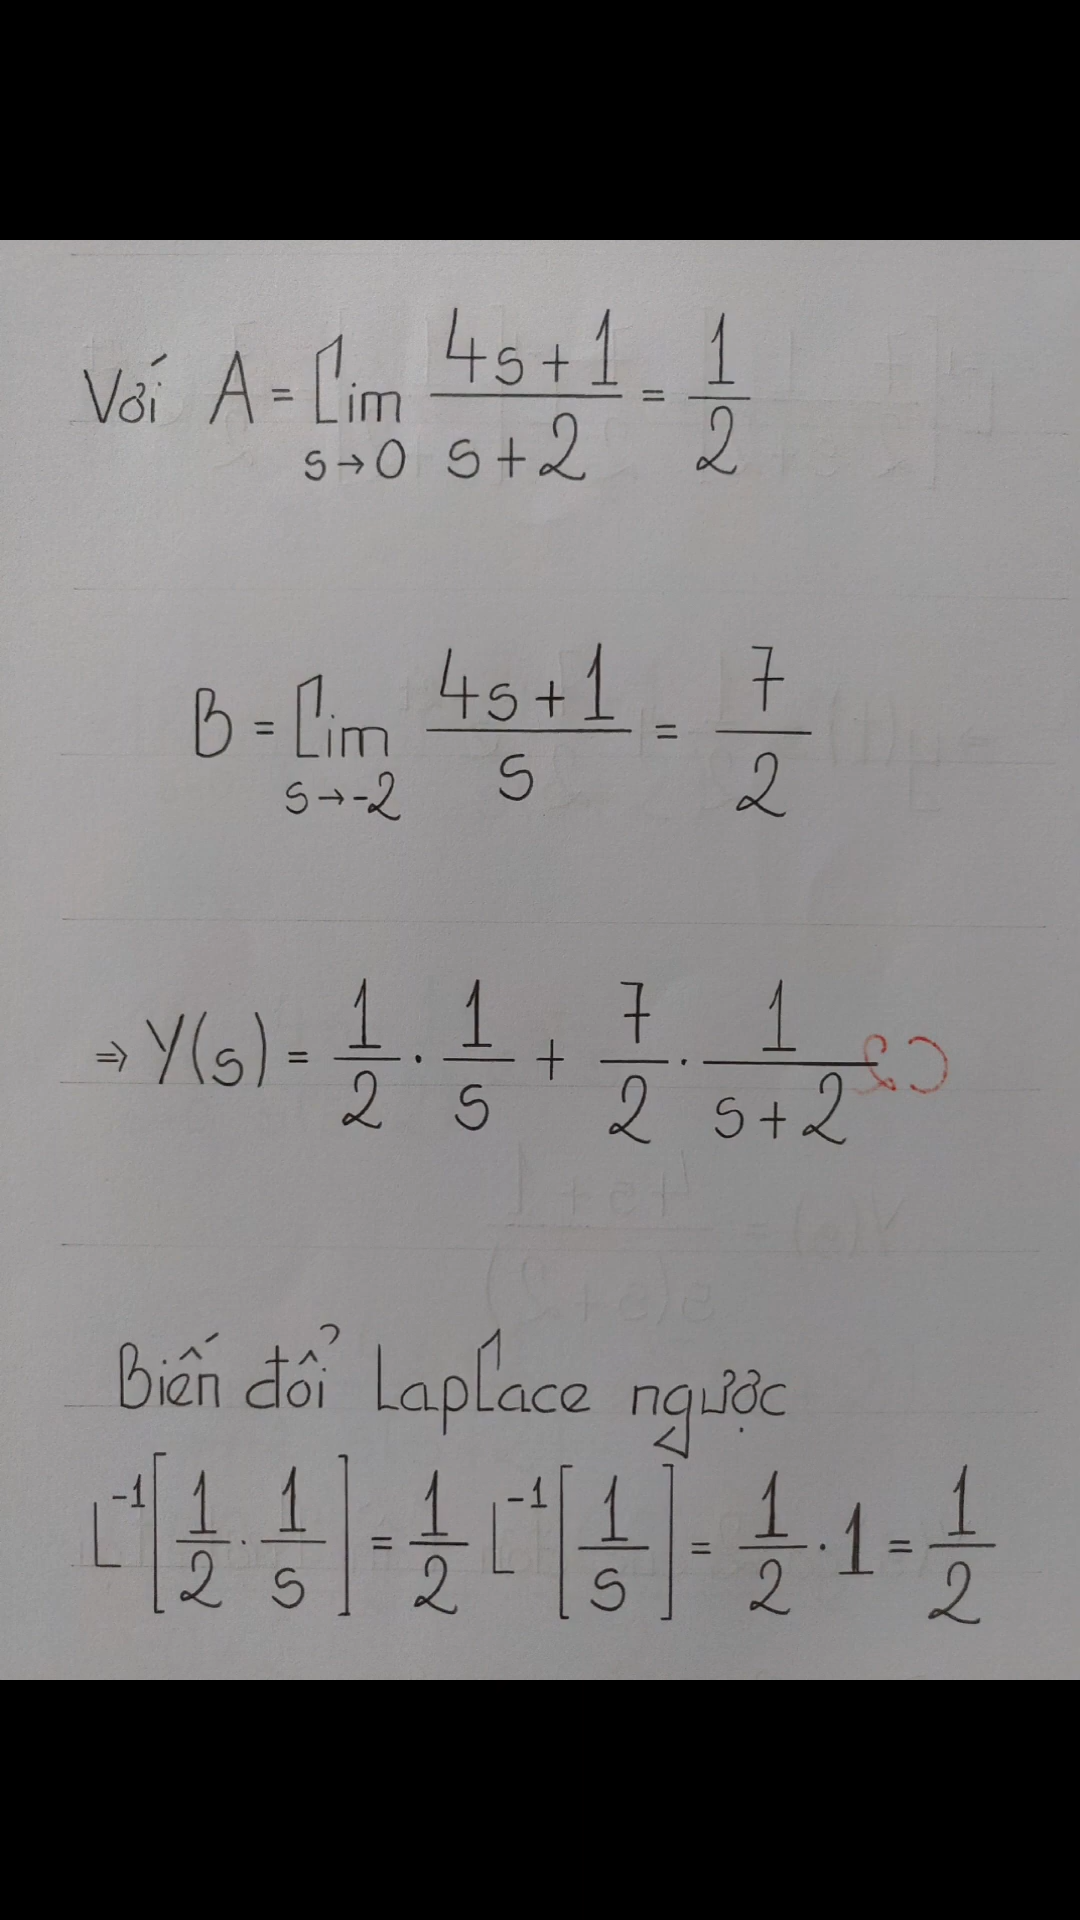 Với A = lim s→0 (4s+1)/(s+2) = 1/2
B = lim s→-2 (4s+1)/s = 7/2
⇒ Y(s) = 1/2 · 1/s + 7/2 · 1/(s+2)
Biến đổi Laplace ngược
L⁻¹[1/2 · 1/s] = 1/2 L⁻¹[1/s] = 1/2 · 1 = 1/2